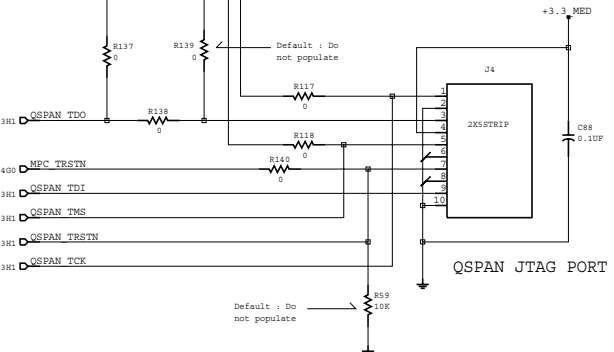 +3.3_MED
R137
0
R139
0
Default : Do
not populate
J4
R117
0
1
2
3
4
5
6
7
8
9
10
2X5STRIP
C88
0.1UF
3H1 QSPAN_TDO
R138
0
R118
0
4G0 MPC_TRSTN
R140
0
3H1 QSPAN_TDI
3H1 QSPAN_TMS
3H1 QSPAN_TRSTN
3H1 QSPAN_TCK
QSPAN JTAG PORT
Default : Do
not populate
R59
10K